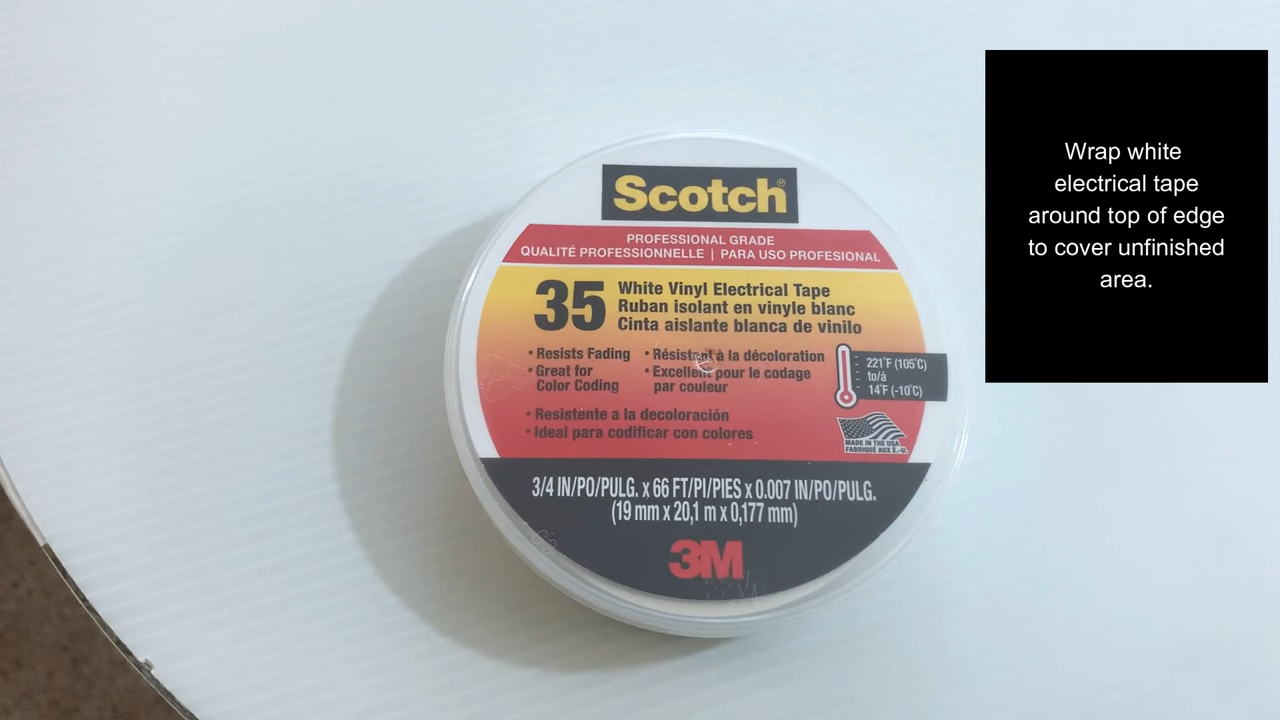 Scotch®
PROFESSIONAL GRADE
QUALITÉ PROFESSIONNELLE | PARA USO PROFESIONAL
35
White Vinyl Electrical Tape
Ruban isolant en vinyle blanc
Cinta aislante blanca de vinilo
• Resists Fading
• Great for
Color Coding
• Résistant à la décoloration
• Excellent pour le codage
par couleur
• Resistente a la decoloración
• Ideal para codificar con colores
221°F (105°C)
to/à
14°F (-10°C)
MADE IN THE USA
FABRIQUÉ AUX É.-U.
3/4 IN/PO/PULG. x 66 FT/PI/PIES x 0.007 IN/PO/PULG.
(19 mm x 20,1 m x 0,177 mm)
3M
Wrap white
electrical tape
around top of edge
to cover unfinished
area.